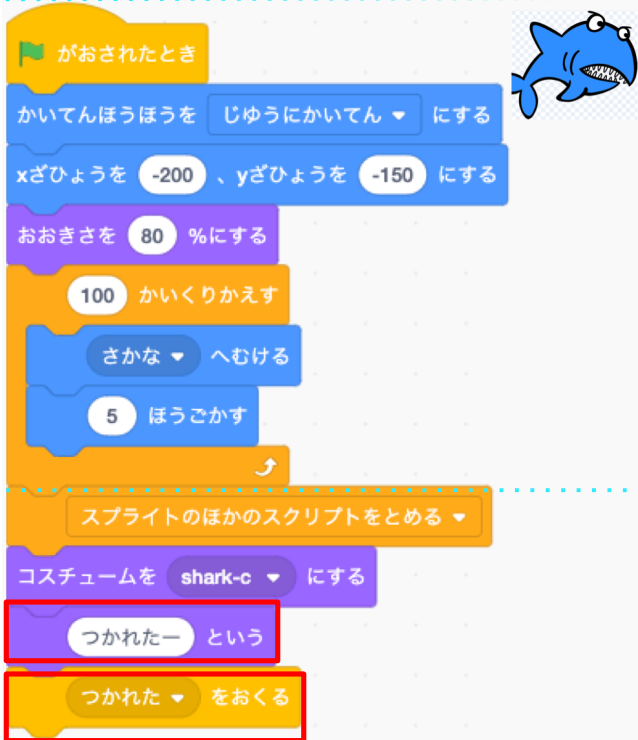 がおされたとき
かいてんほうほうを じゆうにかいてん にする
xざひょうを -200 、yざひょうを -150 にする
おおきさを 80 %にする
100 かいくりかえす
さかな へむける
5 ほうごかす
スプライトのほかのスクリプトをとめる
コスチュームを shark-c にする
つかれたー という
つかれた をおくる